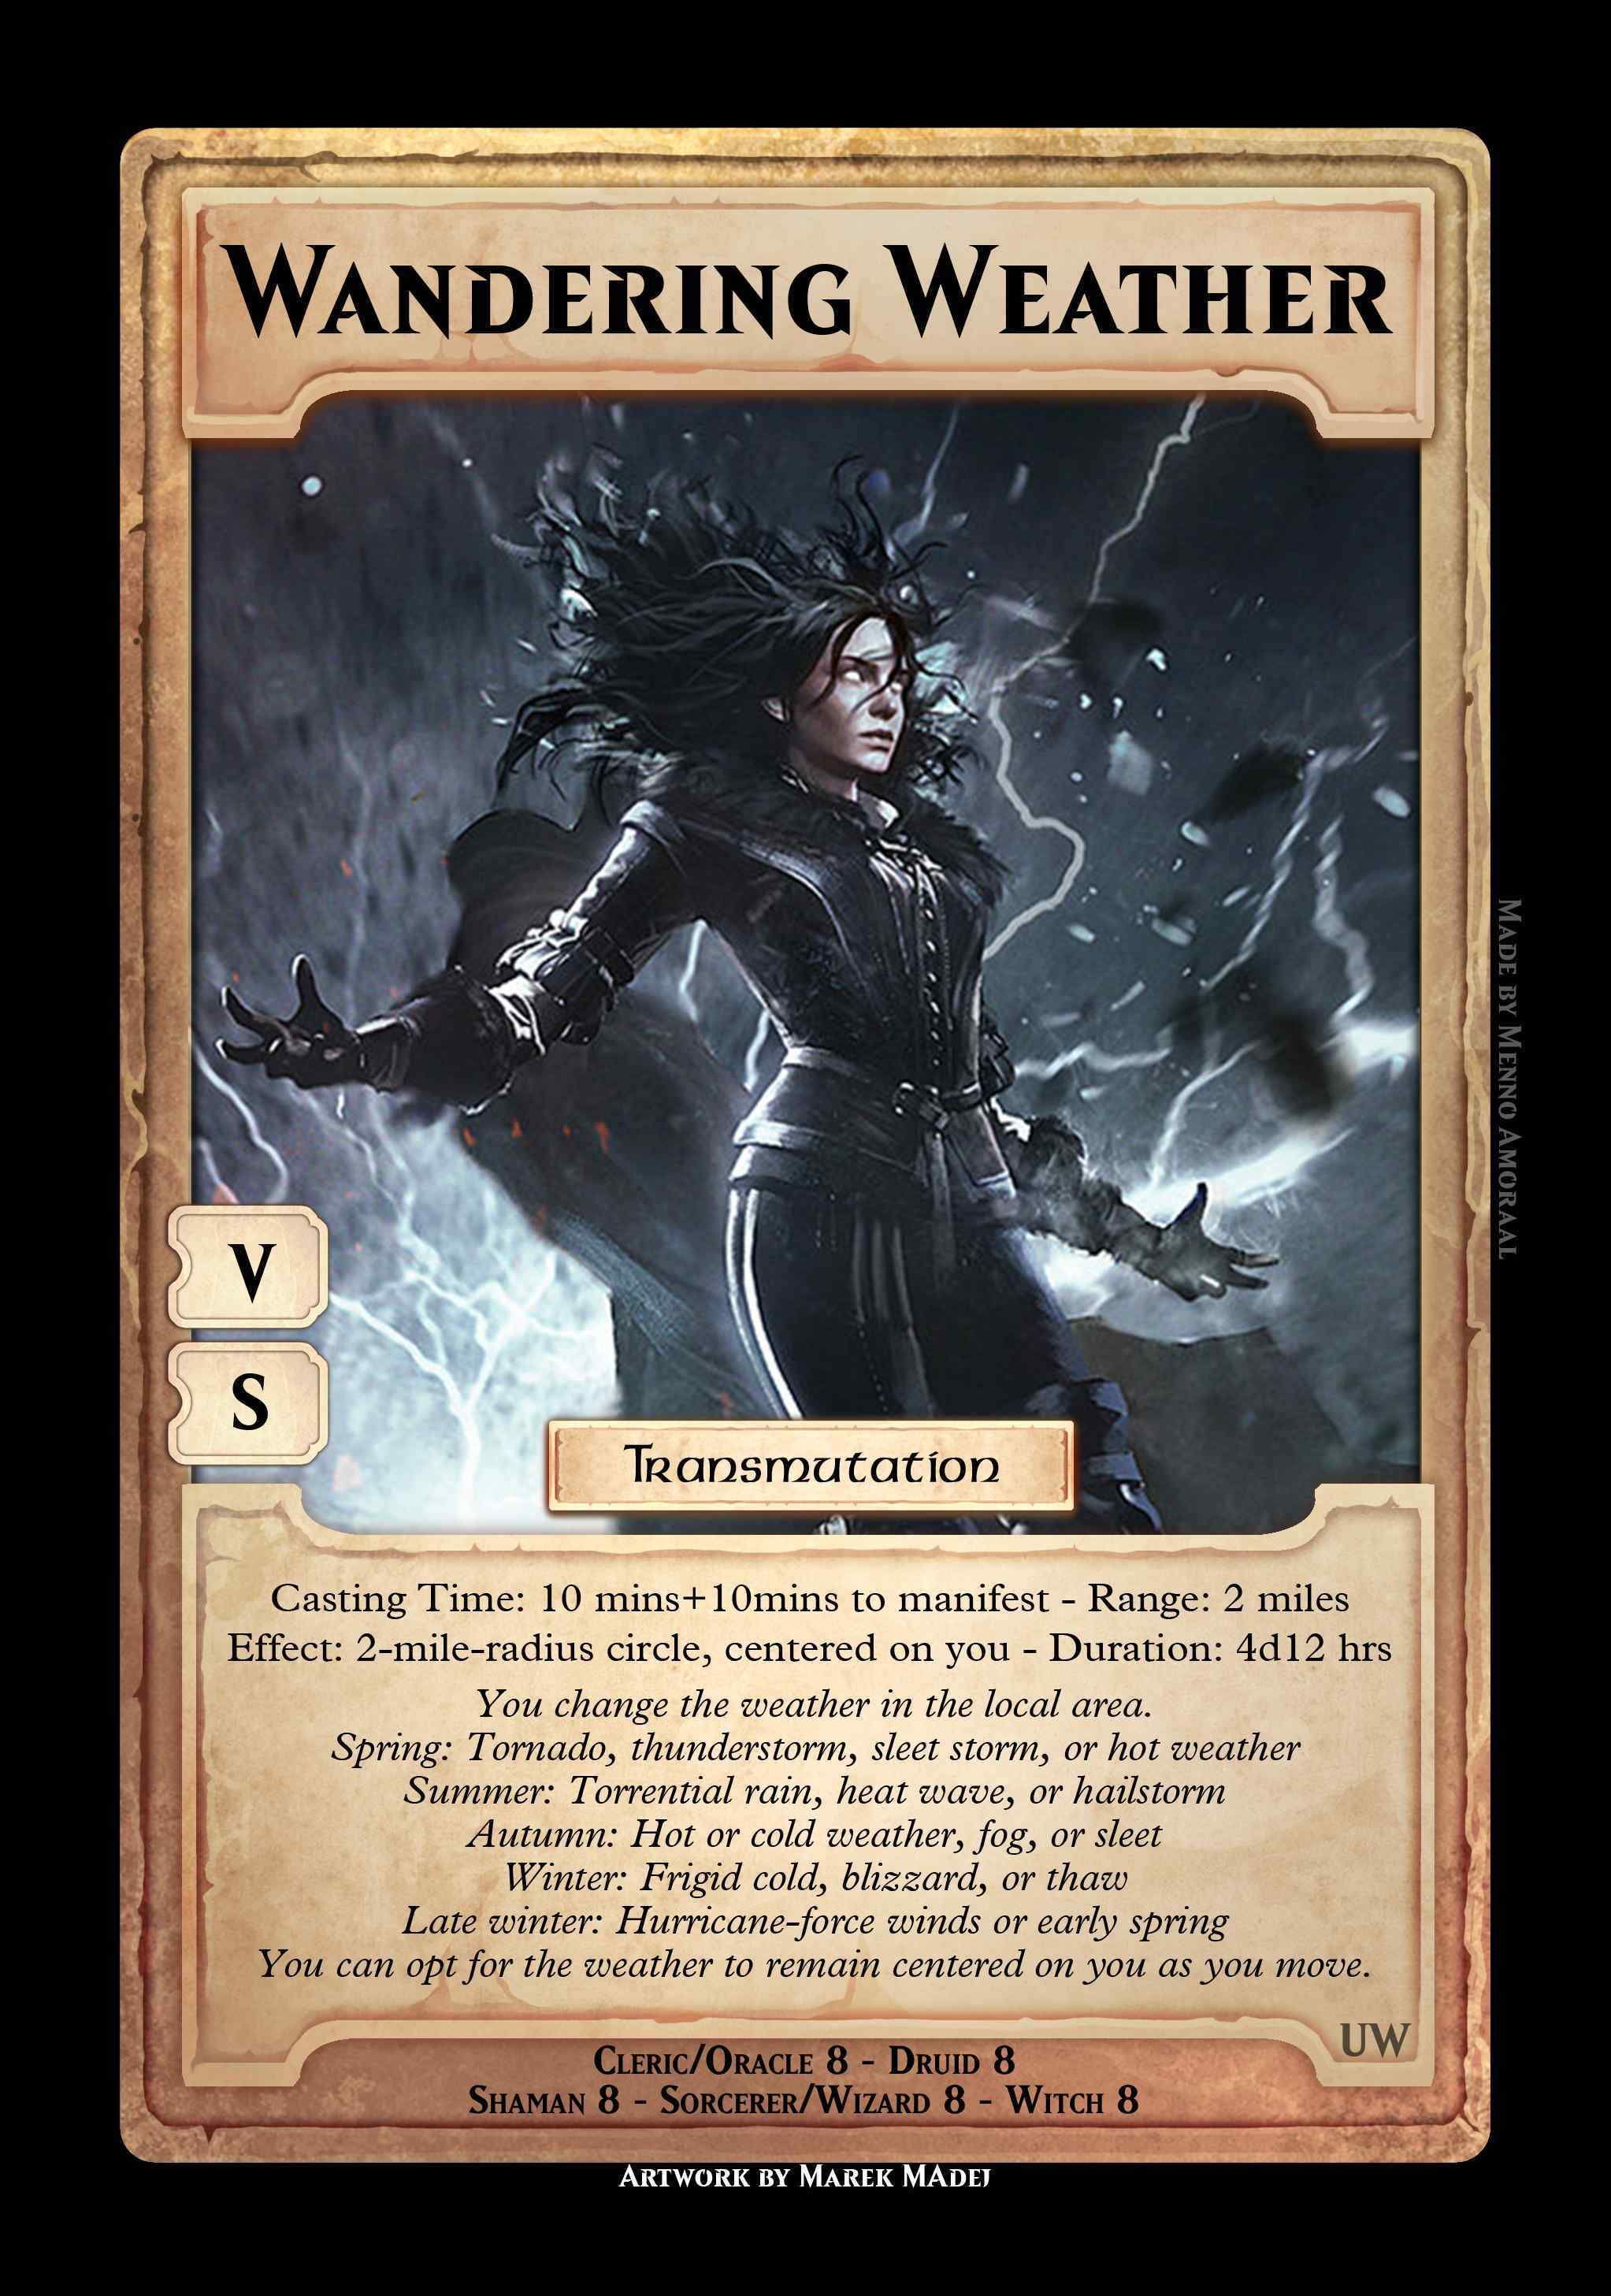 Wandering Weather
V
S
Transmutation
Casting Time: 10 mins+10mins to manifest - Range: 2 miles
Effect: 2-mile-radius circle, centered on you - Duration: 4d12 hrs
You change the weather in the local area.
Spring: Tornado, thunderstorm, sleet storm, or hot weather
Summer: Torrential rain, heat wave, or hailstorm
Autumn: Hot or cold weather, fog, or sleet
Winter: Frigid cold, blizzard, or thaw
Late winter: Hurricane-force winds or early spring
You can opt for the weather to remain centered on you as you move.
UW
Cleric/Oracle 8 - Druid 8
Shaman 8 - Sorcerer/Wizard 8 - Witch 8
Artwork by Marek MAdej
Made by Menno Amoraal